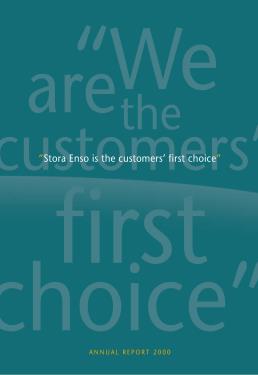 “We
are
the
customers’
“Stora Enso is the customers’ first choice”
first
choice”
ANNUAL REPORT 2000